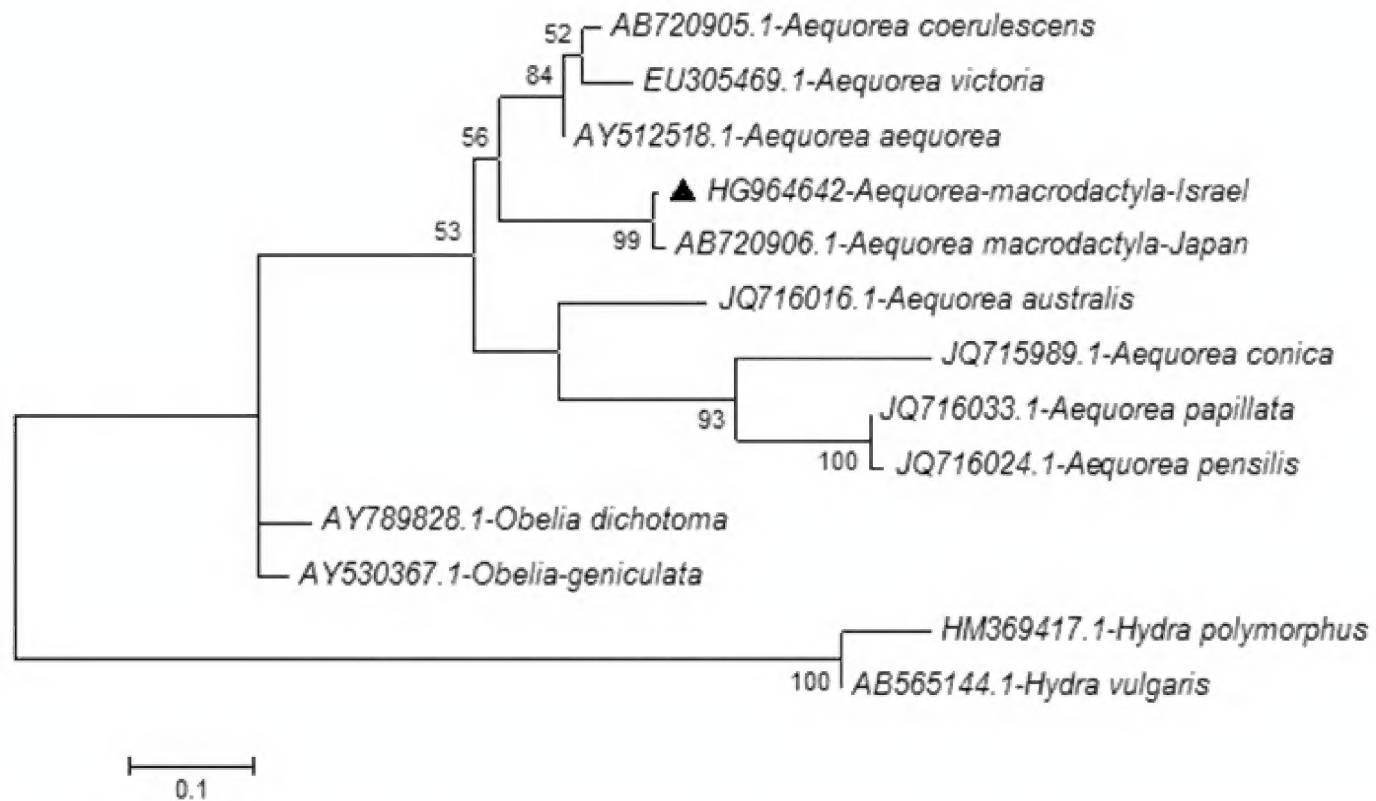 52
AB720905.1-Aequorea coerulescens
84
EU305469.1-Aequorea victoria
56
AY512518.1-Aequorea aequorea
HG964642-Aequorea-macrodactyla-Israel
53
99
AB720906.1-Aequorea macrodactyla-Japan
JQ716016.1-Aequorea australis
JQ715989.1-Aequorea conica
93
JQ716033.1-Aequorea papillata
100
JQ716024.1-Aequorea pensilis
AY789828.1-Obelia dichotoma
AY530367.1-Obelia-geniculata
HM369417.1-Hydra polymorphus
100
AB565144.1-Hydra vulgaris
0.1